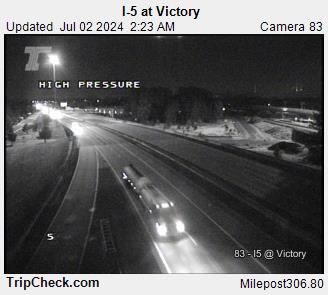 I-5 at Victory
Updated Jul 02 2024 2:23 AM
Camera 83
HIGH PRESSURE
S
83 - I5 @ Victory
TripCheck.com
Milepost306.80